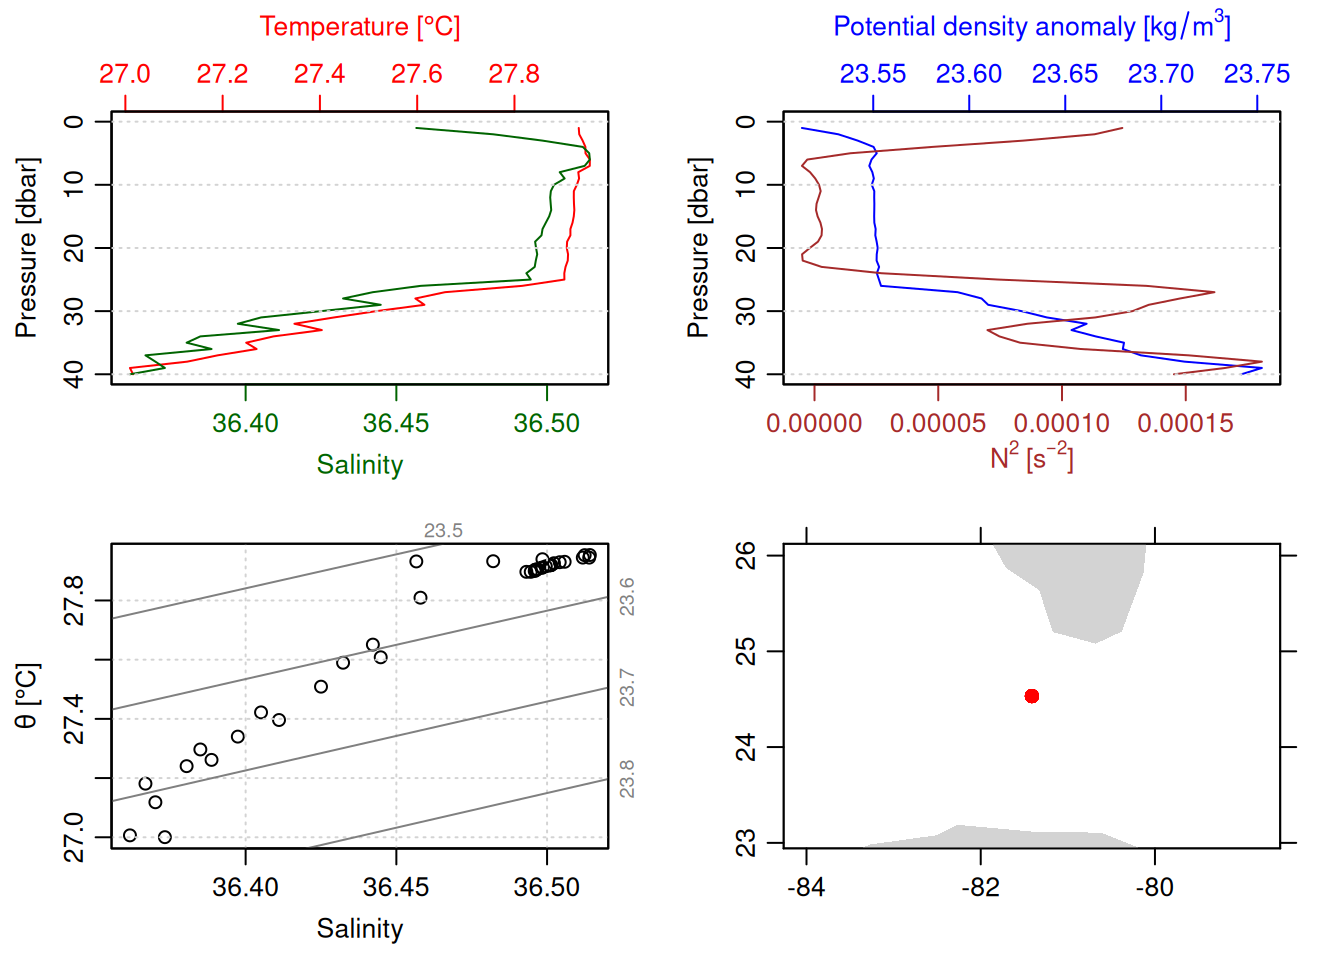 Temperature [°C]
27.0 27.2 27.4 27.6 27.8
Pressure [dbar]
0
10
20
30
40
36.40 36.45 36.50
Salinity
Potential density anomaly [kg/m³]
23.55 23.60 23.65 23.70 23.75
Pressure [dbar]
0
10
20
30
40
0.00000 0.00005 0.00010 0.00015
N² [s⁻²]
23.5
23.6
23.7
23.8
θ [°C]
27.8
27.4
27.0
36.40 36.45 36.50
Salinity
26
25
24
23
-84 -82 -80